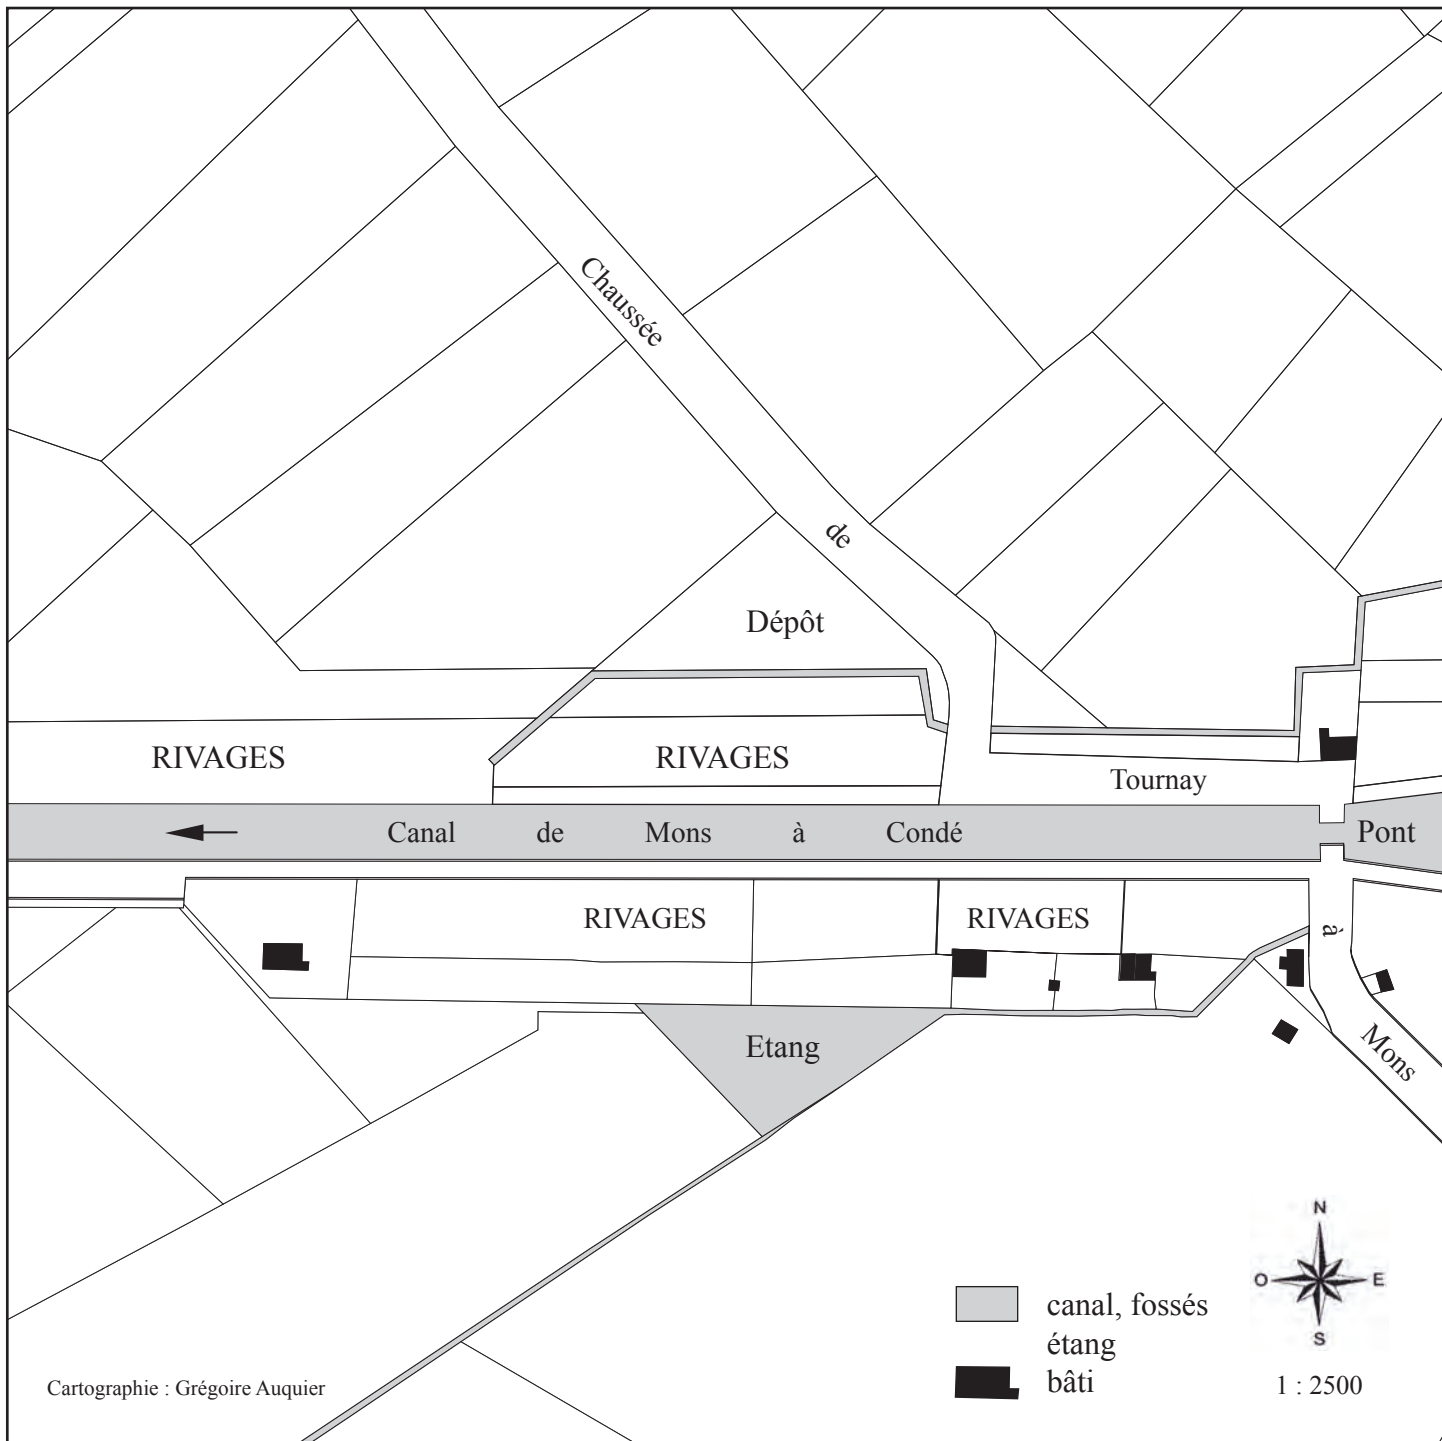 Chaussée
de
Dépôt
RIVAGES
RIVAGES
Tournay
Canal de Mons à Condé
Pont
RIVAGES
RIVAGES
à
Mons
Etang
N
O E
S
canal, fossés
étang
bâti
1 : 2500
Cartographie : Grégoire Auquier